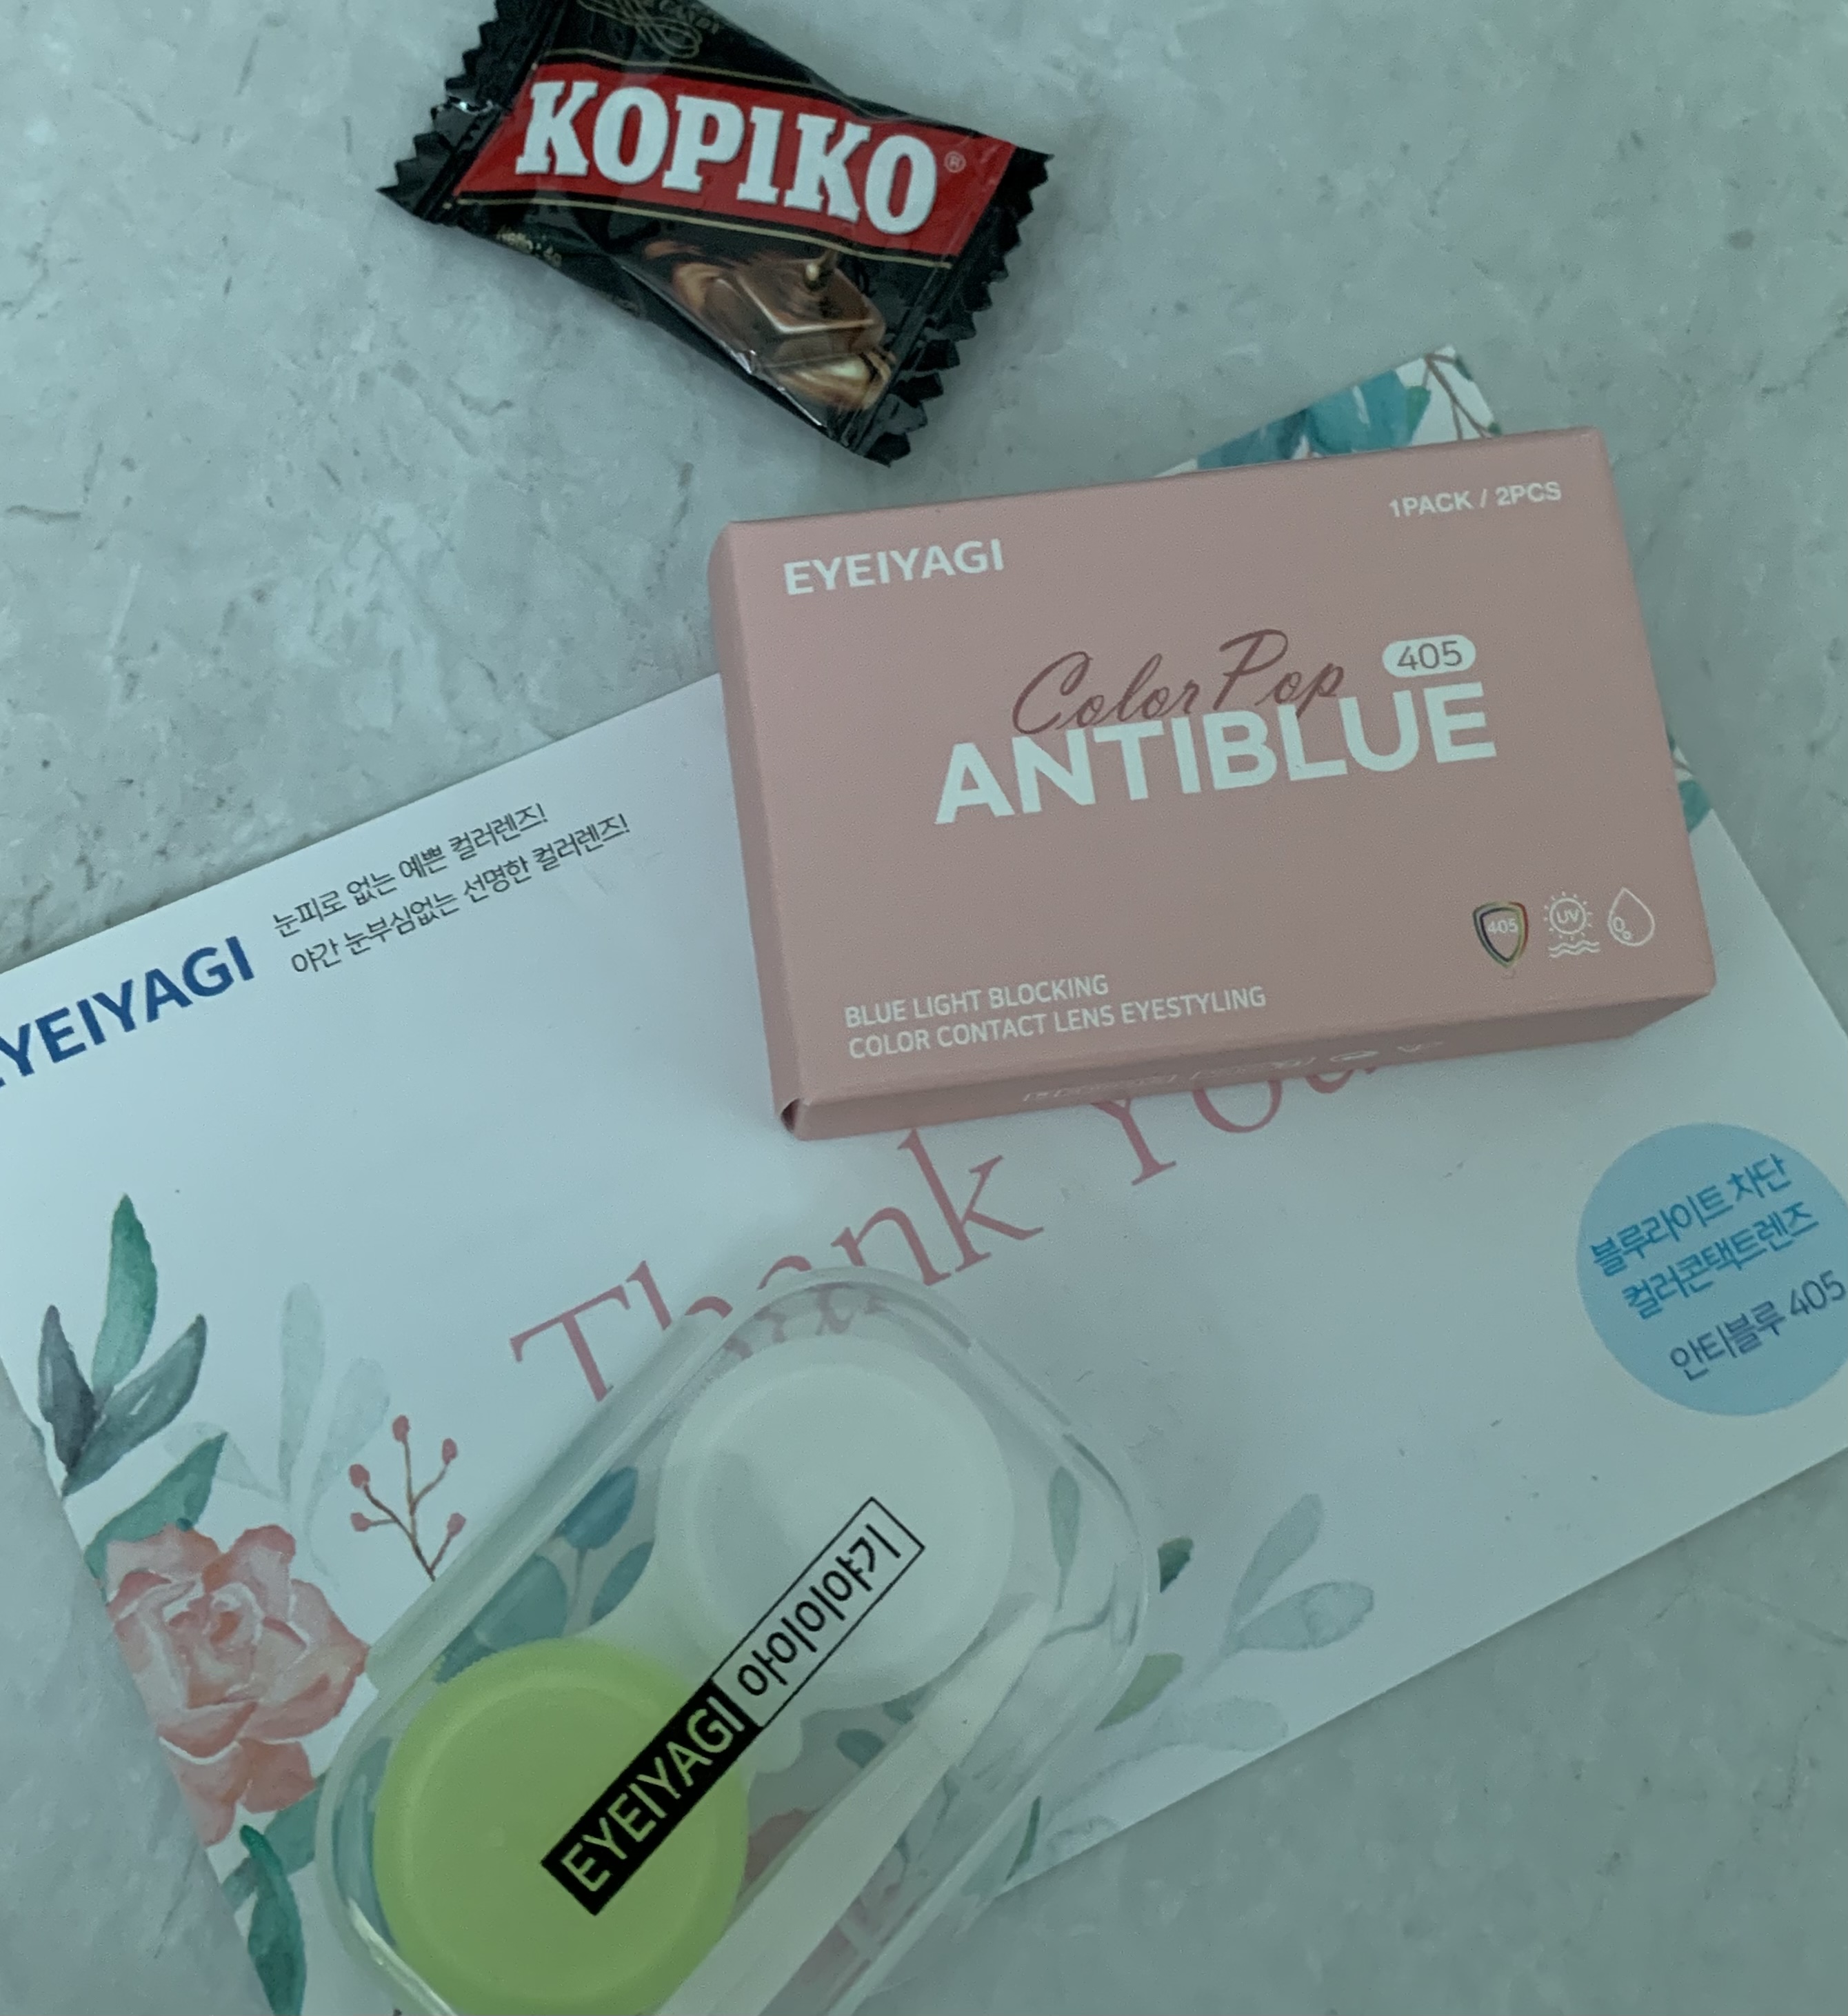 KOPIKO®
1PACK / 2PCS
EYEIYAGI
Color Pop 405
ANTIBLUE
405
UV
BLUE LIGHT BLOCKING
COLOR CONTACT LENS EYESTYLING
눈피로 없는 예쁜 컬러렌즈!
야간 눈부심없는 선명한 컬러렌즈!
EYEIYAGI
Thank You
블루라이트 차단
컬러콘택트렌즈
안티블루 405
EYEIYAGI 아이이야기